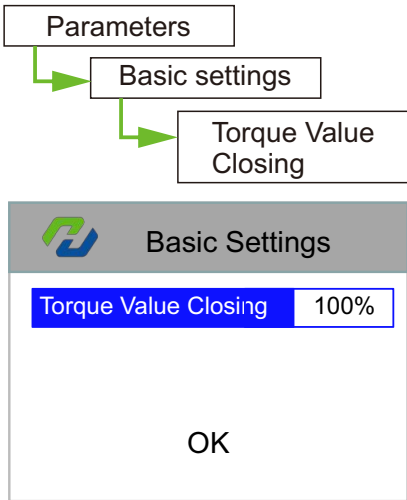 Parameters
Basic settings
Torque Value
Closing
Basic Settings
Torque Value Closing 100%
OK